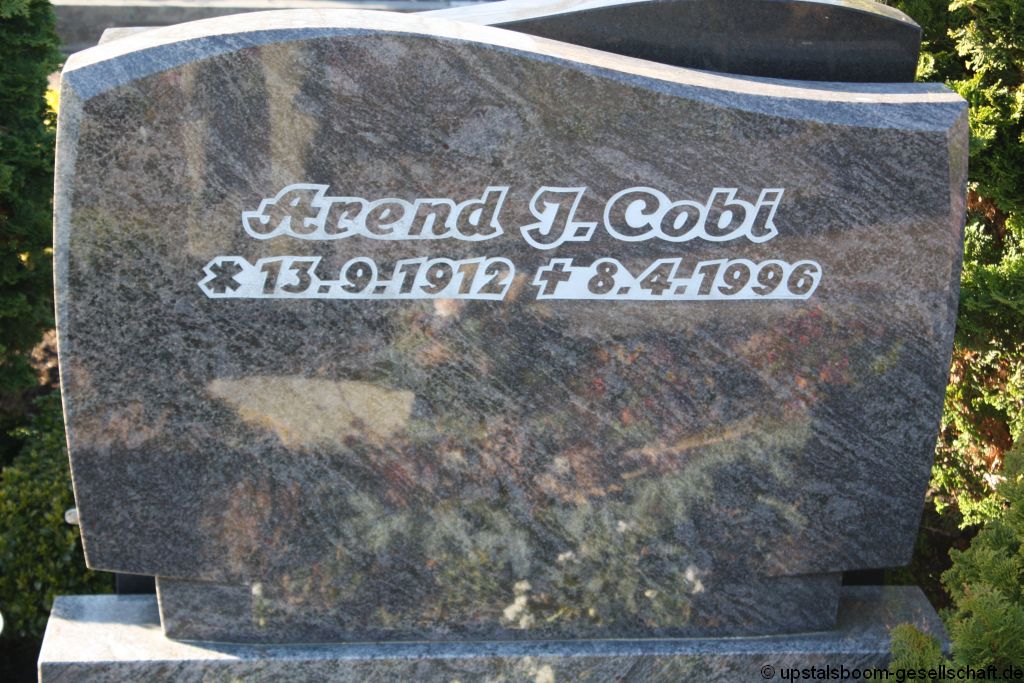 Arend J. Cobi
* 13.9.1912 † 8.4.1996
© upstalsboom-gesellschaft.de